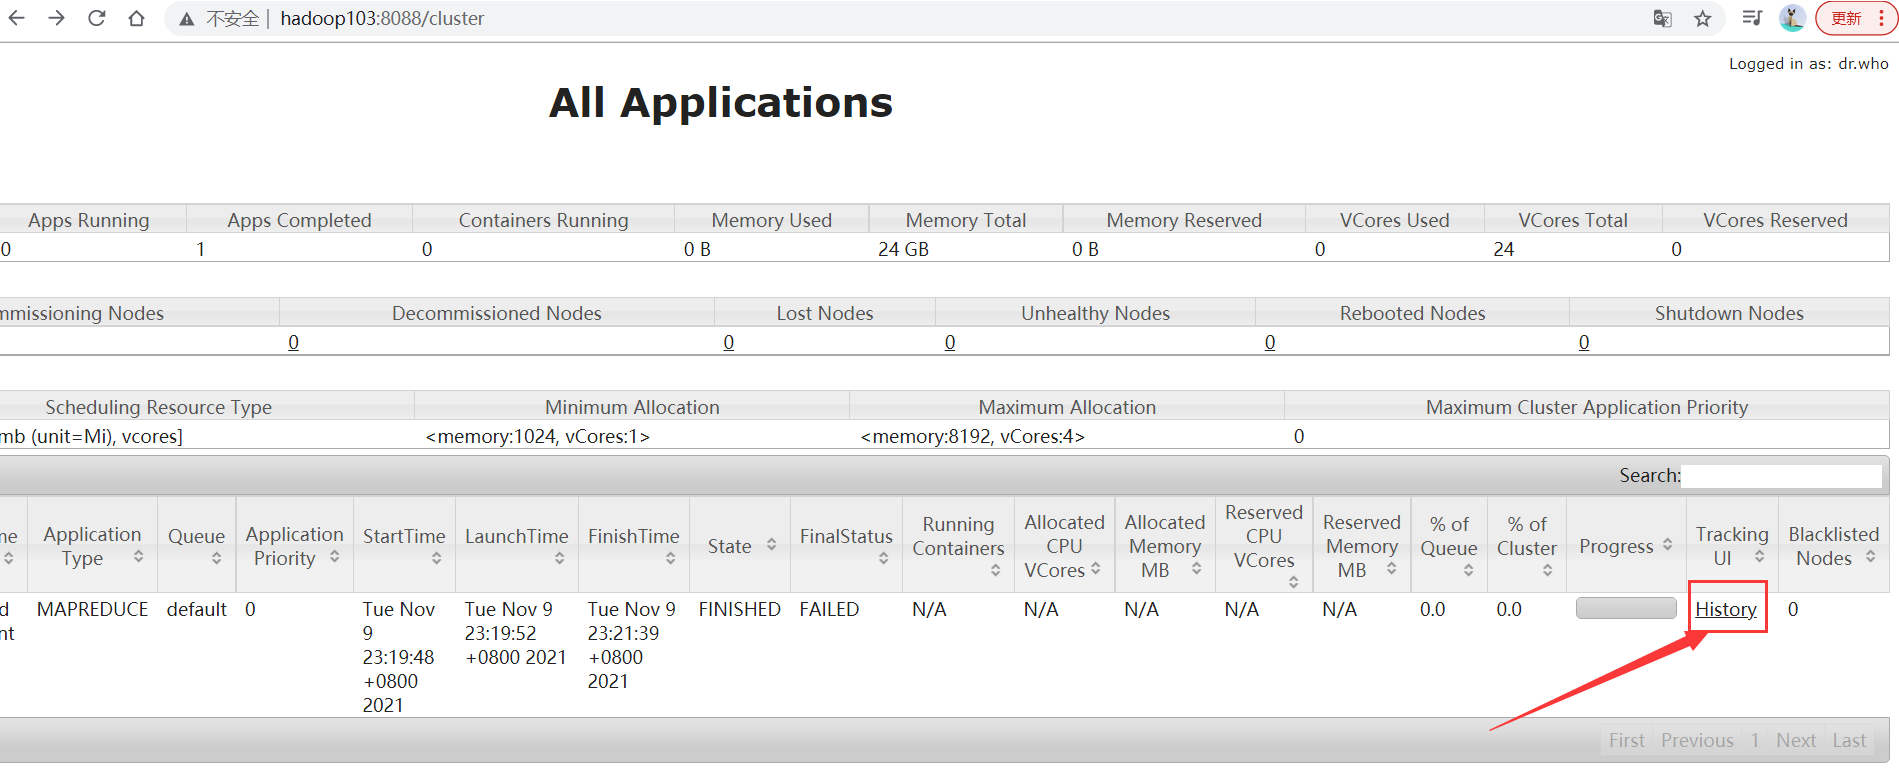 不安全 | hadoop103:8088/cluster 更新
Logged in as: dr.who
All Applications
Apps Running Apps Completed Containers Running Memory Used Memory Total Memory Reserved VCores Used VCores Total VCores Reserved
0 1 0 0 B 24 GB 0 B 0 24 0
mmissioning Nodes Decommissioned Nodes Lost Nodes Unhealthy Nodes Rebooted Nodes Shutdown Nodes
0 0 0 0 0
Scheduling Resource Type Minimum Allocation Maximum Allocation Maximum Cluster Application Priority
mb (unit=Mi), vcores] <memory:1024, vCores:1> <memory:8192, vCores:4> 0
Search:
me
Application
Type
Queue
Application
Priority
StartTime
LaunchTime
FinishTime
State
FinalStatus
Running
Containers
Allocated
CPU
VCores
Allocated
Memory
MB
Reserved
CPU
VCores
Reserved
Memory
MB
% of
Queue
% of
Cluster
Progress
Tracking
UI
Blacklisted
Nodes
d
nt
MAPREDUCE
default
0
Tue Nov
9
23:19:48
+0800
2021
Tue Nov 9
23:19:52
+0800 2021
Tue Nov 9
23:21:39
+0800
2021
FINISHED
FAILED
N/A
N/A
N/A
N/A
N/A
0.0
0.0
History
0
First Previous 1 Next Last